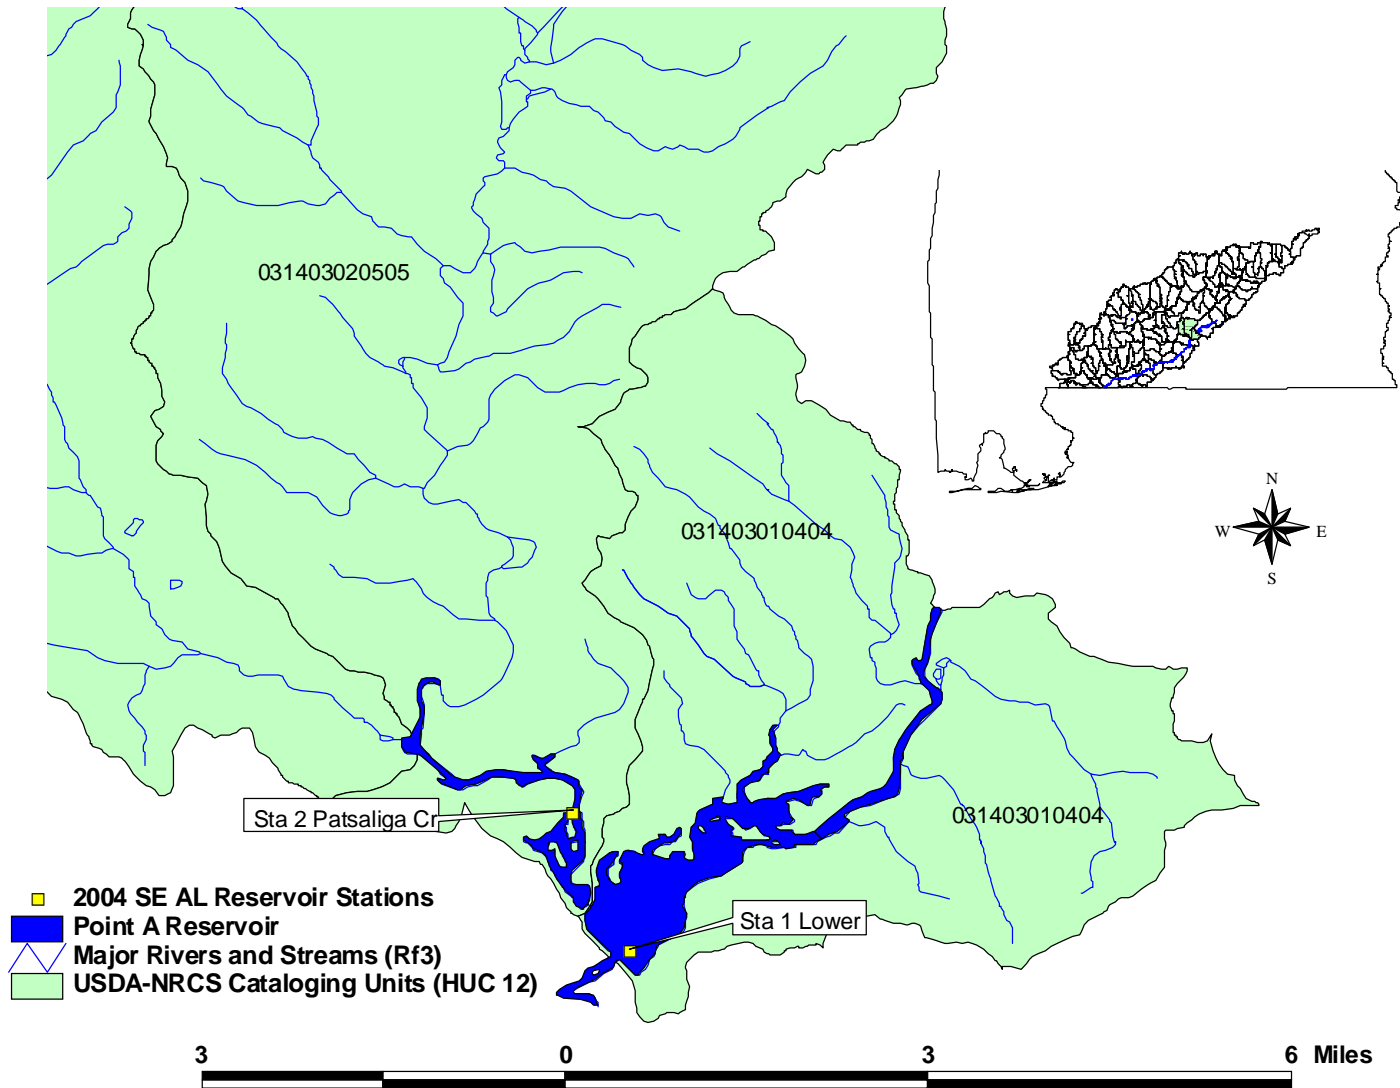 031403020505
031403010404
N
W
E
S
031403010404
Sta 2 Patsaliga Cr
Sta 1 Lower
2004 SE AL Reservoir Stations
Point A Reservoir
Major Rivers and Streams (Rf3)
USDA-NRCS Cataloging Units (HUC 12)
3 0 3 6 Miles